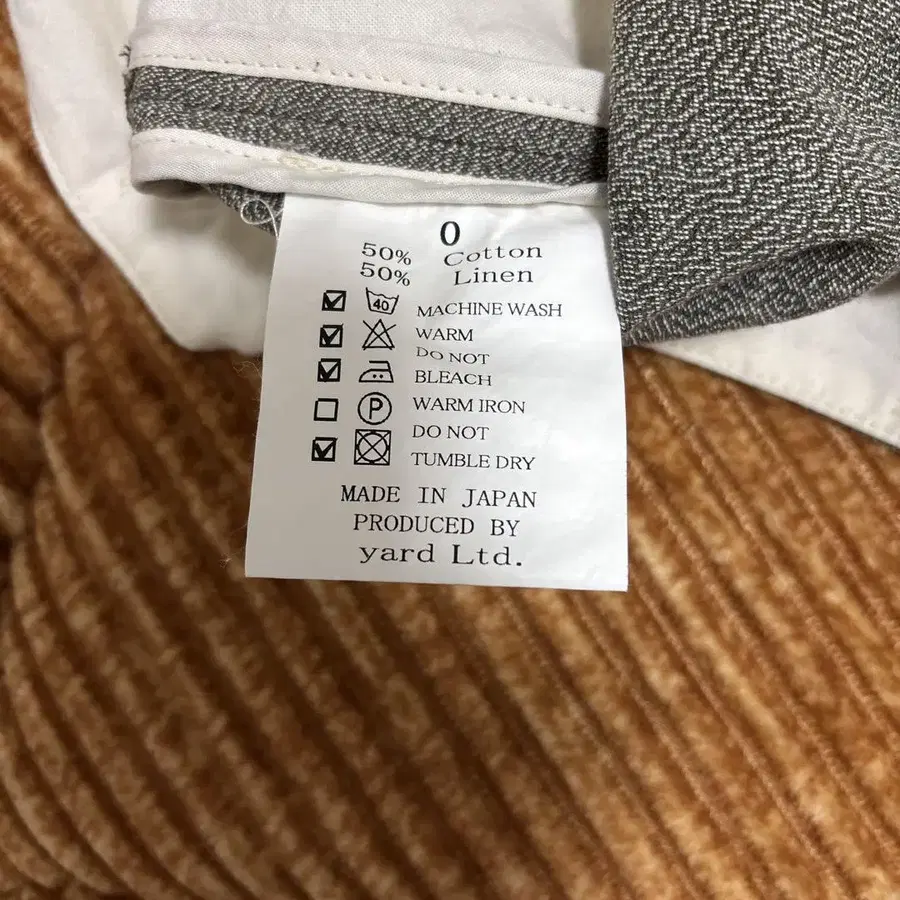 0
50% Cotton
50% Linen
40 MACHINE WASH
WARM
DO NOT
BLEACH
P WARM IRON
DO NOT
TUMBLE DRY
MADE IN JAPAN
PRODUCED BY
yard Ltd.